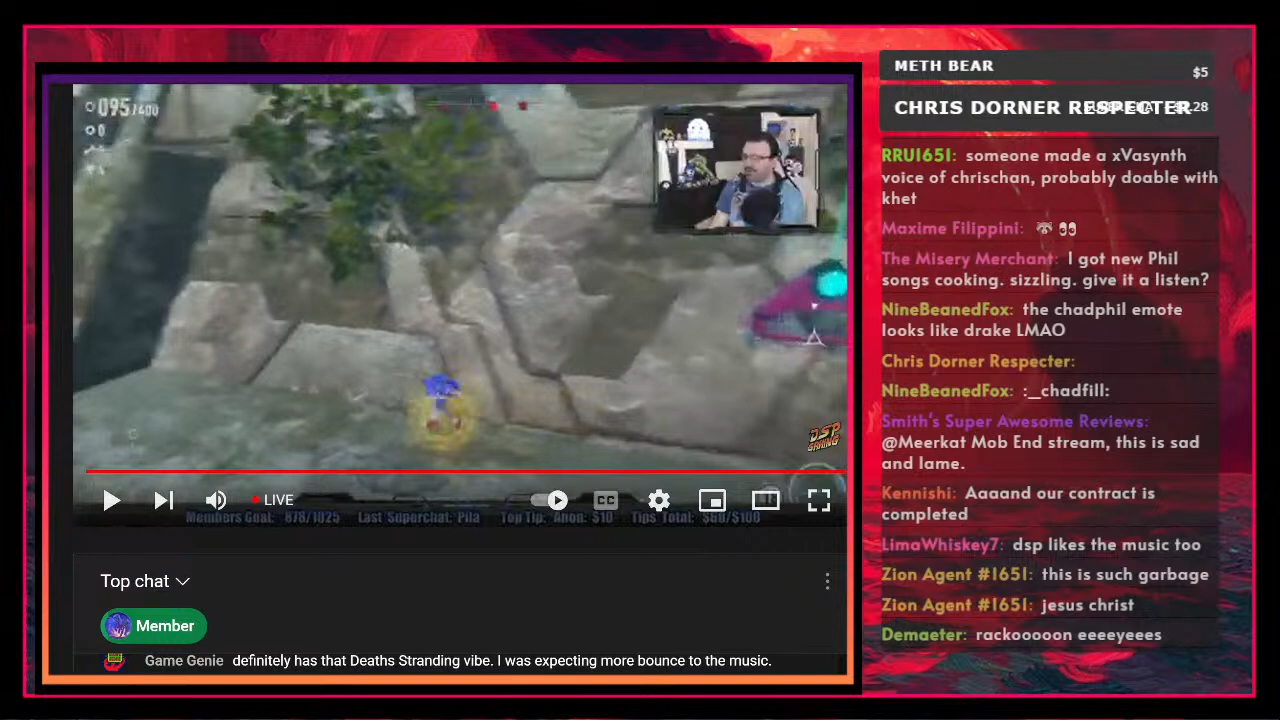 095/400
0
METH BEAR
$5
CHRIS DORNER RESPECTER
RRU1651: someone made a xVasynth
voice of chrischan, probably doable with
khet
Maxime Filippini:
The Misery Merchant: I got new Phil
songs cooking. sizzling. give it a listen?
NineBeanedFox: the chadphil emote
looks like drake LMAO
Chris Dorner Respecter:
NineBeanedFox: :_chadfill:
Smith's Super Awesome Reviews:
@Meerkat Mob End stream, this is sad
and lame.
Kennishi: Aaaand our contract is
completed
LimaWhiskey7: dsp likes the music too
Zion Agent #1651: this is such garbage
Zion Agent #1651: jesus christ
Demaeter: rackooooon eeeeyeees
DSP
GAMING
LIVE
CC
Members Goal: 878/1025 Last Superchat: Pila Top Tip: Anon: $10 Tips Total: $60/$100
Top chat
Member
Game Genie definitely has that Deaths Stranding vibe. I was expecting more bounce to the music.